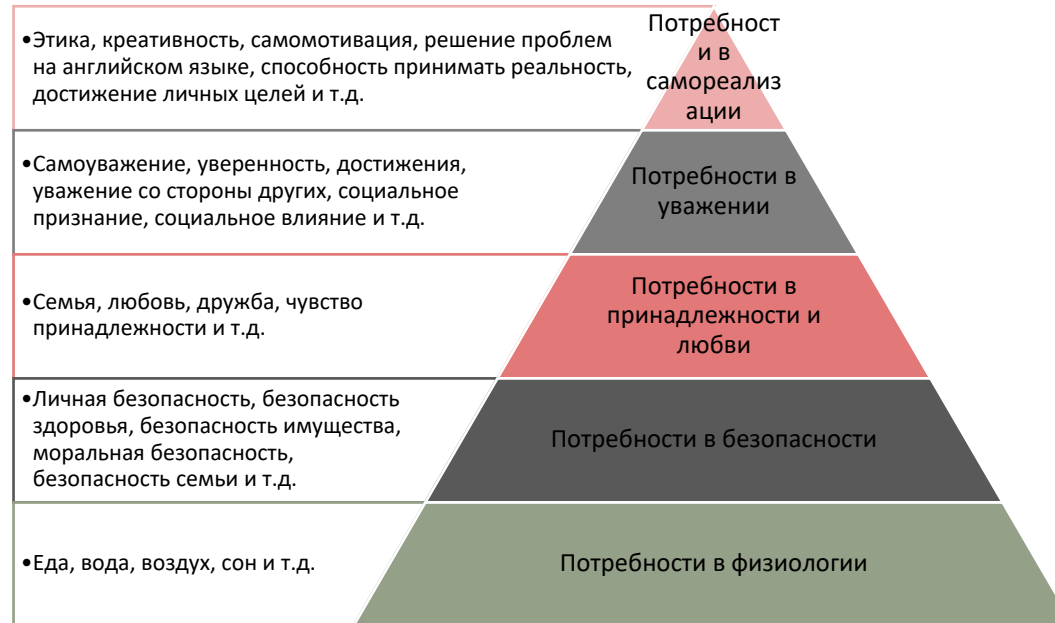 •Этика, креативность, самомотивация, решение проблем
на английском языке, способность принимать реальность,
достижение личных целей и т.д.
Потребност
и в
самореализ
ации
•Самоуважение, уверенность, достижения,
уважение со стороны других, социальное
признание, социальное влияние и т.д.
Потребности в
уважении
•Семья, любовь, дружба, чувство
принадлежности и т.д.
Потребности в
принадлежности и
любви
•Личная безопасность, безопасность
здоровья, безопасность имущества,
моральная безопасность,
безопасность семьи и т.д.
Потребности в безопасности
•Еда, вода, воздух, сон и т.д.
Потребности в физиологии